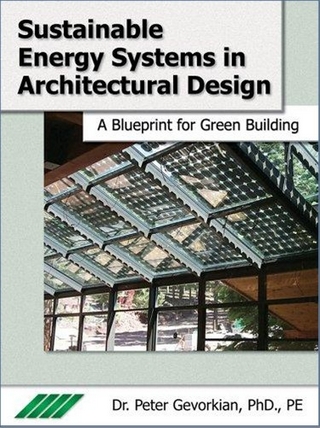 Sustainable
Energy Systems in
Architectural Design
A Blueprint for Green Building
Dr. Peter Gevorkian, PhD., PE